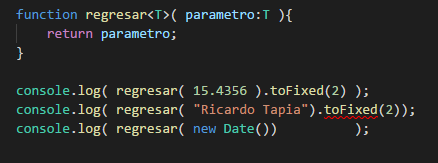 function regresar<T>( parametro:T ){
    return parametro;
}

console.log( regresar( 15.4356 ).toFixed(2) );
console.log( regresar( "Ricardo Tapia").toFixed(2));
console.log( regresar( new Date())          );